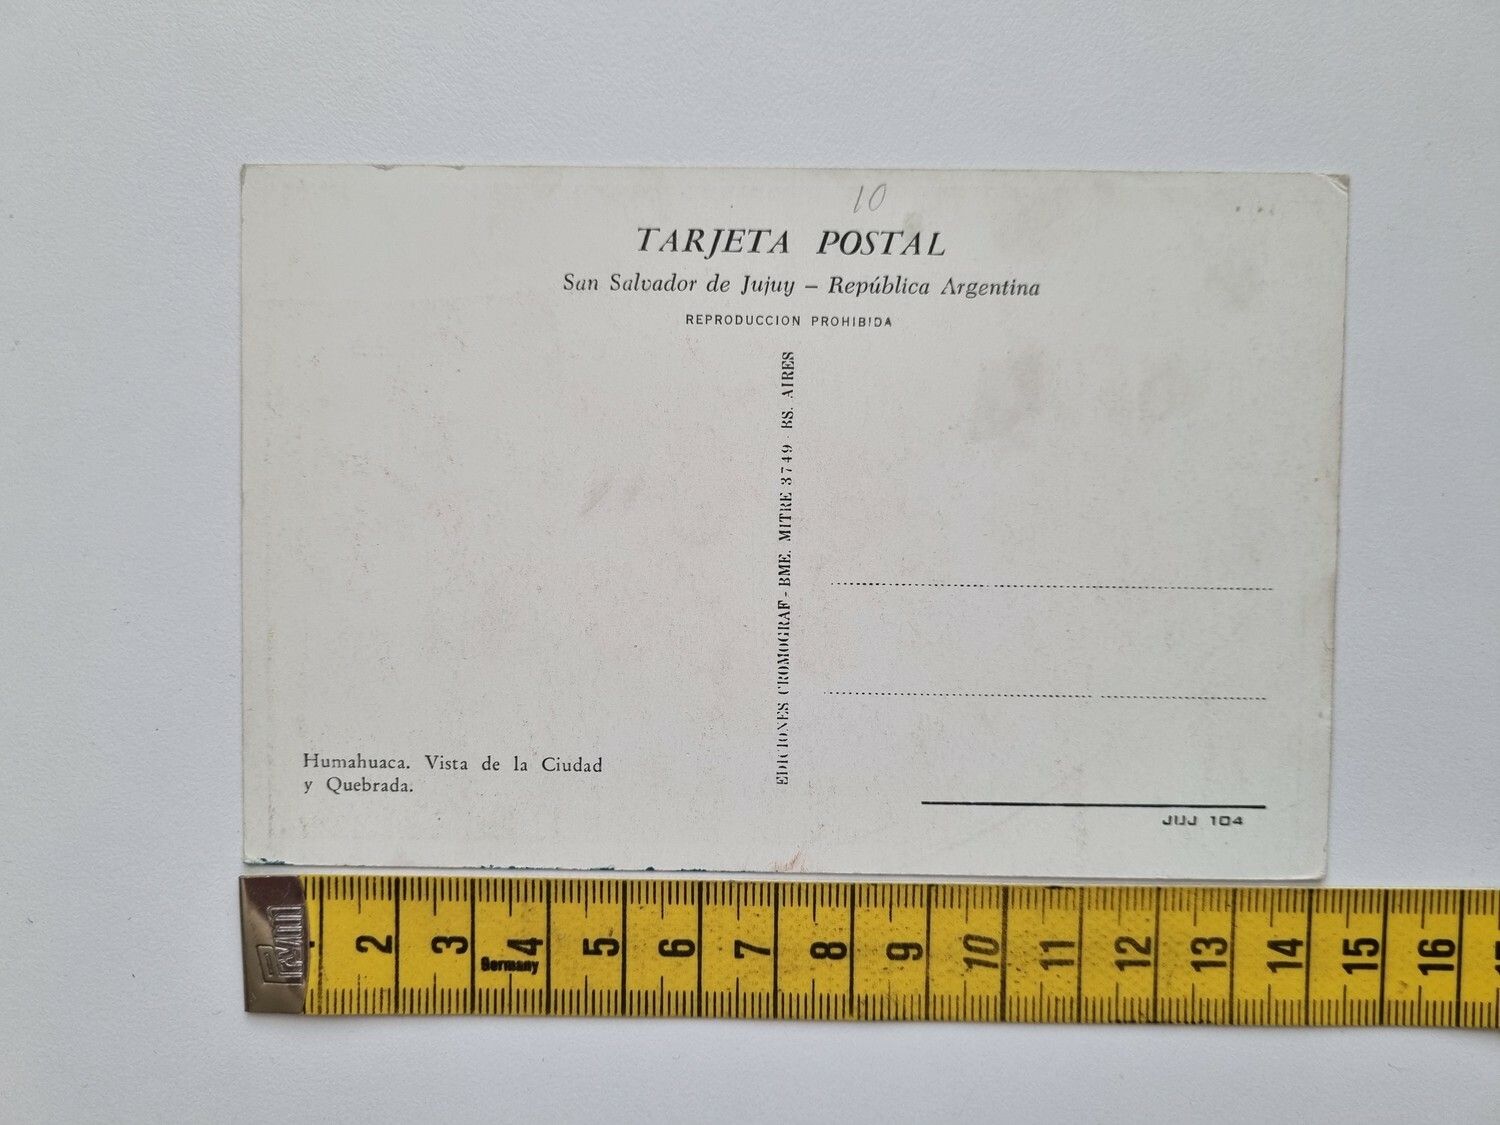 10
TARJETA POSTAL
San Salvador de Jujuy – República Argentina
REPRODUCCION PROHIBIDA
EDICIONES CROMOGRAF - BME. MITRE 3749 - BS. AIRES
Humahuaca. Vista de la Ciudad
y Quebrada.
JUJ 104
1 2 3 4 5 6 7 8 9 10 11 12 13 14 15 16
Germany